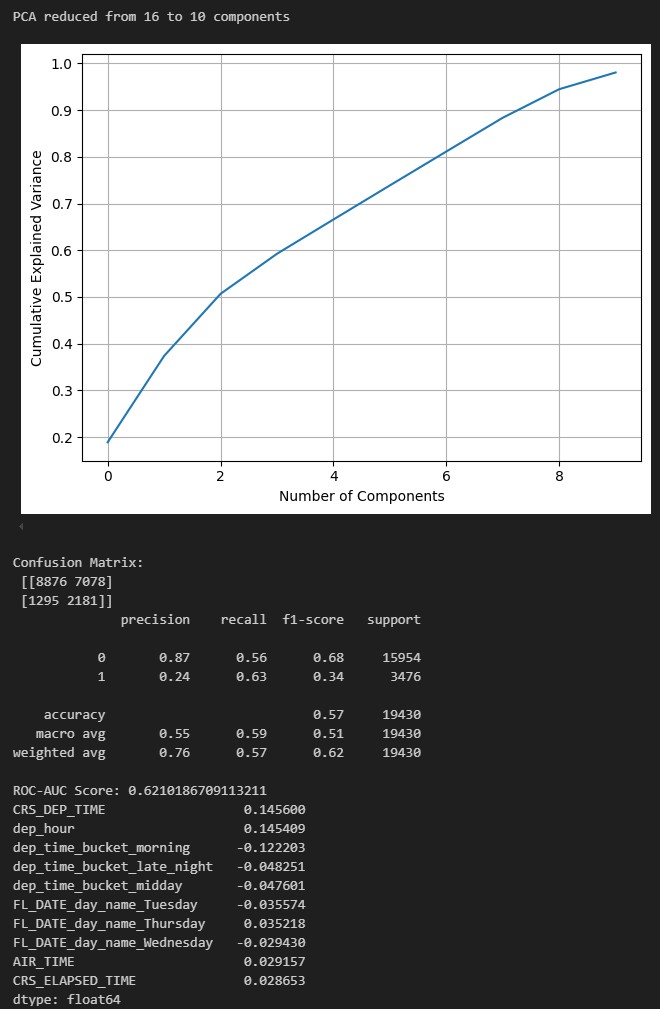 PCA reduced from 16 to 10 components
1.0
0.9
0.8
0.7
0.6
0.5
0.4
0.3
0.2
Cumulative Explained Variance
0 2 4 6 8
Number of Components
Confusion Matrix:
[[8876 7078]
[1295 2181]]
precision recall f1-score support
0 0.87 0.56 0.68 15954
1 0.24 0.63 0.34 3476
accuracy 0.57 19430
macro avg 0.55 0.59 0.51 19430
weighted avg 0.76 0.57 0.62 19430
ROC-AUC Score: 0.6210186709113211
CRS_DEP_TIME 0.145600
dep_hour 0.145409
dep_time_bucket_morning -0.122203
dep_time_bucket_late_night -0.048251
dep_time_bucket_midday -0.047601
FL_DATE_day_name_Tuesday -0.035574
FL_DATE_day_name_Thursday 0.035218
FL_DATE_day_name_Wednesday -0.029430
AIR_TIME 0.029157
CRS_ELAPSED_TIME 0.028653
dtype: float64